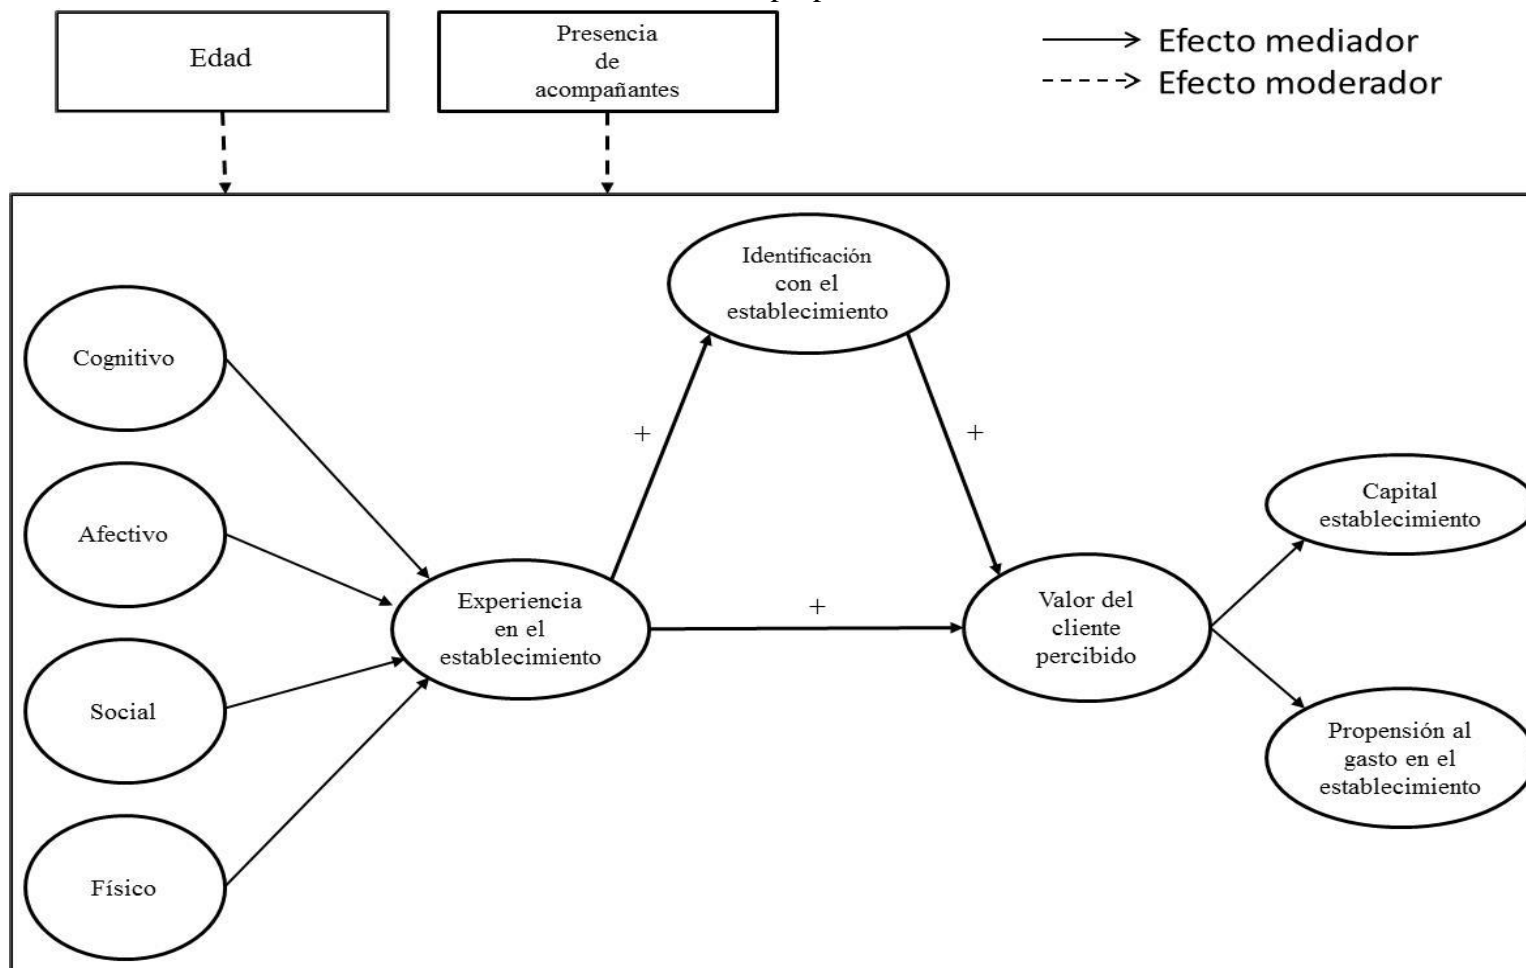 Edad
Presencia
de
acompañantes
Efecto mediador
Efecto moderador
Identificación
con el
establecimiento
Cognitivo
+
+
Capital
establecimiento
Afectivo
Experiencia
en el
establecimiento
+
Valor del
cliente
percibido
Social
Propensión al
gasto en el
establecimiento
Físico